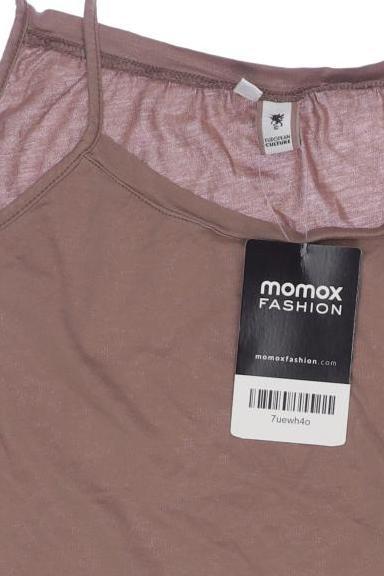 EUROPEAN
CULTURE
momox
FASHION
momoxfashion.com
7uewh4o